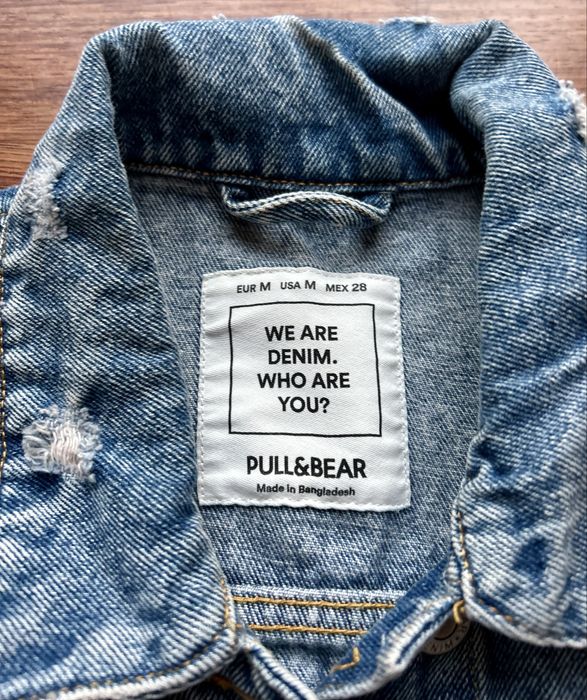 EUR M USA M MEX 28
WE ARE
DENIM.
WHO ARE
YOU?
PULL&BEAR
Made in Bangladesh